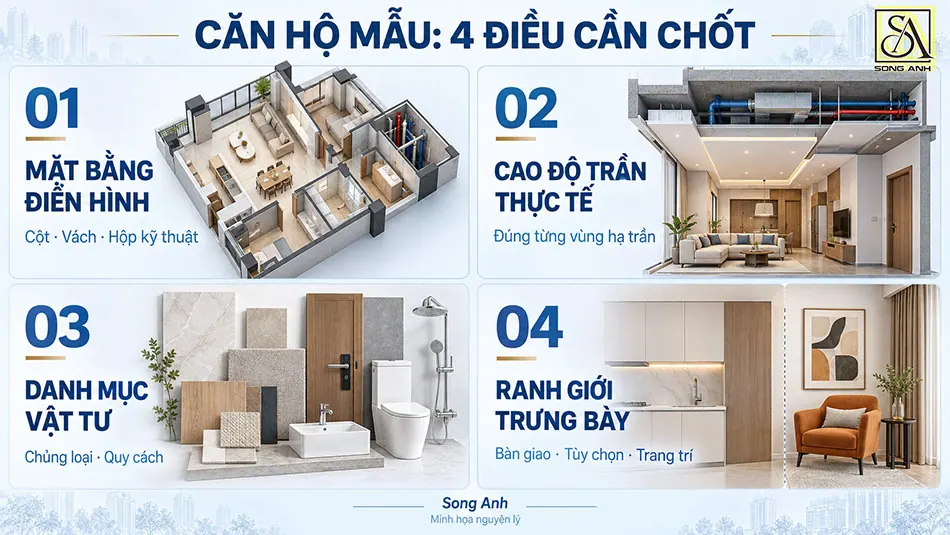 CĂN HỘ MẪU: 4 ĐIỀU CẦN CHỐT
SA
SONG ANH
01
MẶT BẰNG
ĐIỂN HÌNH
Cột · Vách · Hộp kỹ thuật
02
CAO ĐỘ TRẦN
THỰC TẾ
Đúng từng vùng hạ trần
03
DANH MỤC
VẬT TƯ
Chủng loại · Quy cách
04
RANH GIỚI
TRƯNG BÀY
Bàn giao · Tùy chọn · Trang trí
Song Anh
Minh họa nguyên lý